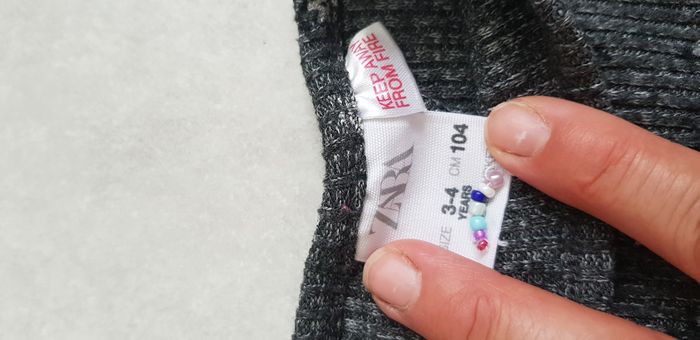 KEEP AWAY
FROM FIRE
ZARA
SIZE 3-4 CM 104
YEARS